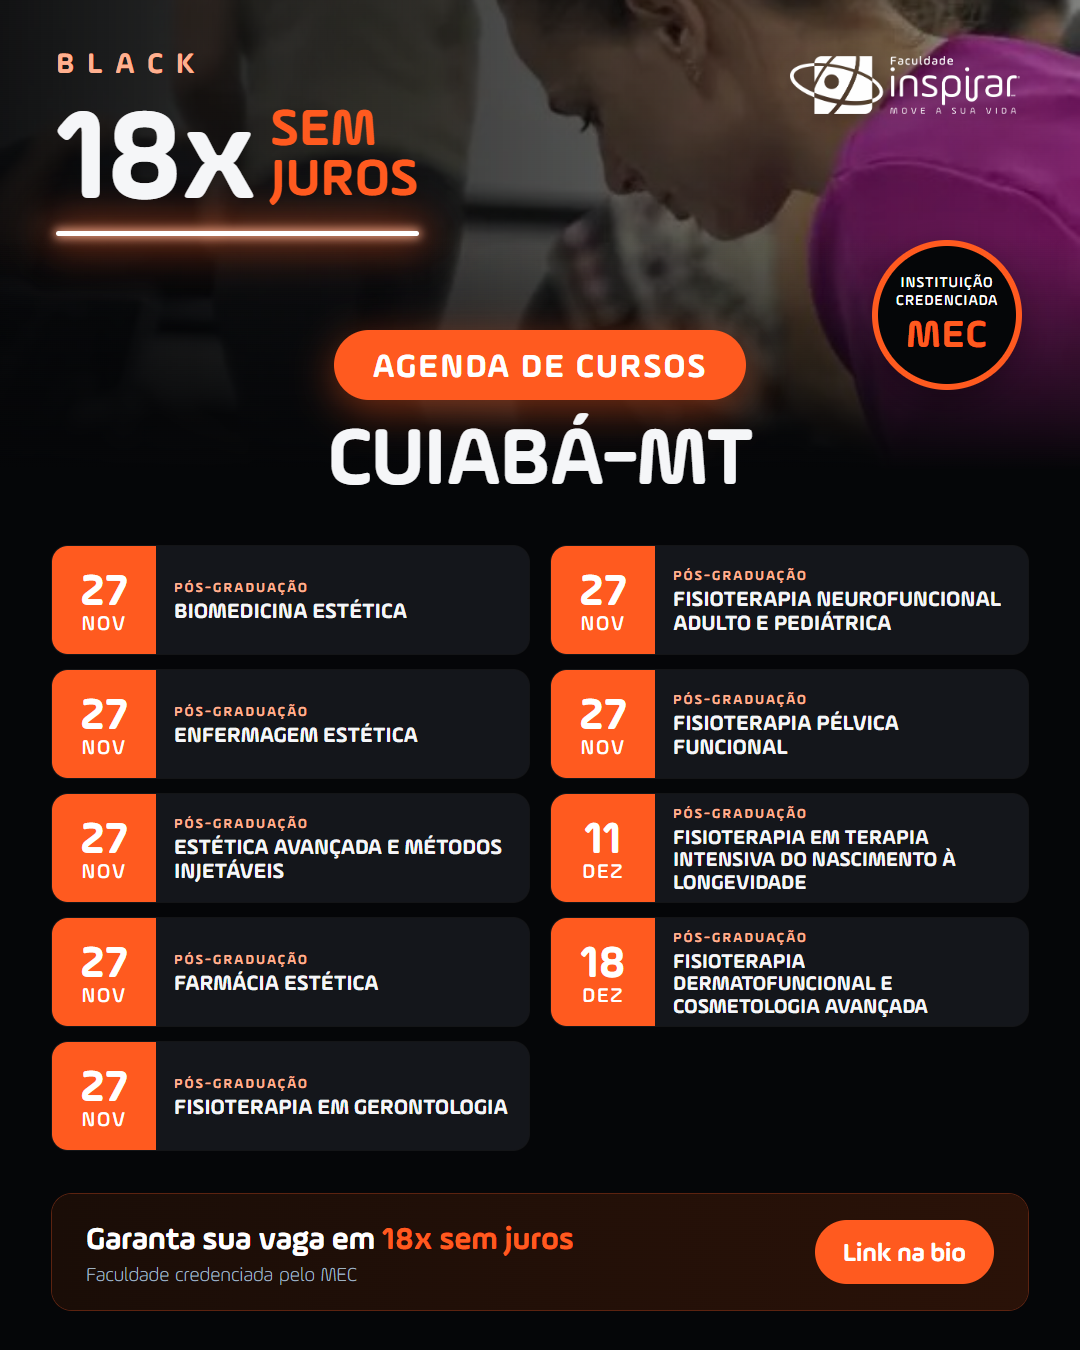 BLACK
18x SEM JUROS
Faculdade
inspirar
MOVE A SUA VIDA
INSTITUIÇÃO
CREDENCIADA
MEC
AGENDA DE CURSOS
CUIABÁ-MT
27
NOV
PÓS-GRADUAÇÃO
BIOMEDICINA ESTÉTICA
27
NOV
PÓS-GRADUAÇÃO
ENFERMAGEM ESTÉTICA
27
NOV
PÓS-GRADUAÇÃO
ESTÉTICA AVANÇADA E MÉTODOS
INJETÁVEIS
27
NOV
PÓS-GRADUAÇÃO
FARMÁCIA ESTÉTICA
27
NOV
PÓS-GRADUAÇÃO
FISIOTERAPIA EM GERONTOLOGIA
27
NOV
PÓS-GRADUAÇÃO
FISIOTERAPIA NEUROFUNCIONAL
ADULTO E PEDIÁTRICA
27
NOV
PÓS-GRADUAÇÃO
FISIOTERAPIA PÉLVICA
FUNCIONAL
11
DEZ
PÓS-GRADUAÇÃO
FISIOTERAPIA EM TERAPIA
INTENSIVA DO NASCIMENTO À
LONGEVIDADE
18
DEZ
PÓS-GRADUAÇÃO
FISIOTERAPIA
DERMATOFUNCIONAL E
COSMETOLOGIA AVANÇADA
Garanta sua vaga em 18x sem juros
Faculdade credenciada pelo MEC
Link na bio